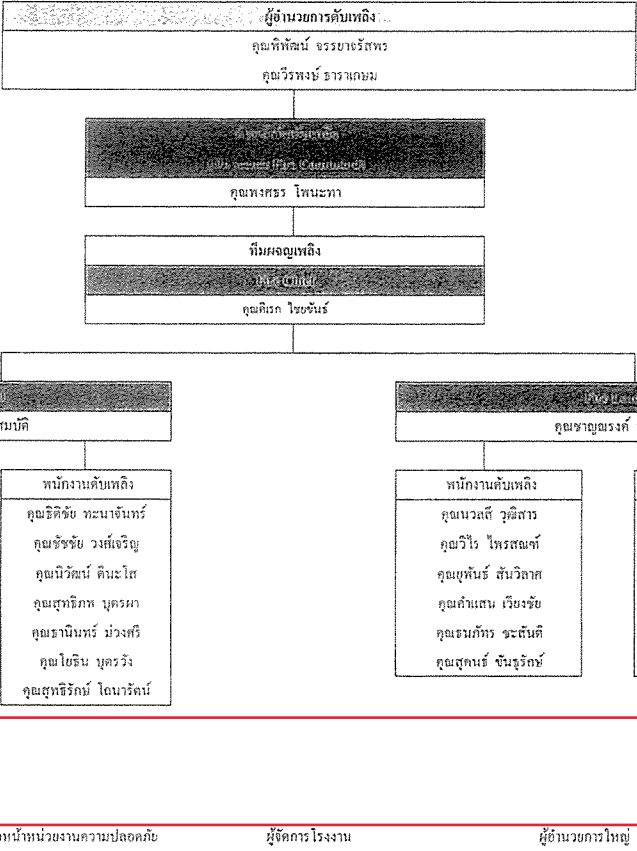 ผู้อำนวยการดับเพลิง
คุณพิพัฒน์ จรรยาจรัสพร
คุณวีรพงษ์ ธาราเกษม
คุณพงศธร โพนะทา
ทีมผจญเพลิง
คุณดิเรก ไชยขันธ์
สมบัติ
คุณชาญณรงค์
พนักงานดับเพลิง
คุณธิติชัย ทะนาจันทร์
คุณชัชชัย วงศ์เจริญ
คุณนิวัฒน์ ดินะโส
คุณสุทธิภพ บุตรผา
คุณธานินทร์ ม่วงศรี
คุณโยธิน บุตรวัง
คุณสุทธิรักษ์ โถนารัตน์
พนักงานดับเพลิง
คุณนวลลี วุฒิสาร
คุณวิไร ไพรสณฑ์
คุณยุพันธ์ สันวิลาศ
คุณคำแสน เวียงชัย
คุณธนภัทร ชะสันติ
คุณสุคนธ์ ขันธุรักษ์
หน้าหน่วยงานความปลอดภัย ผู้จัดการโรงงาน ผู้อำนวยการใหญ่